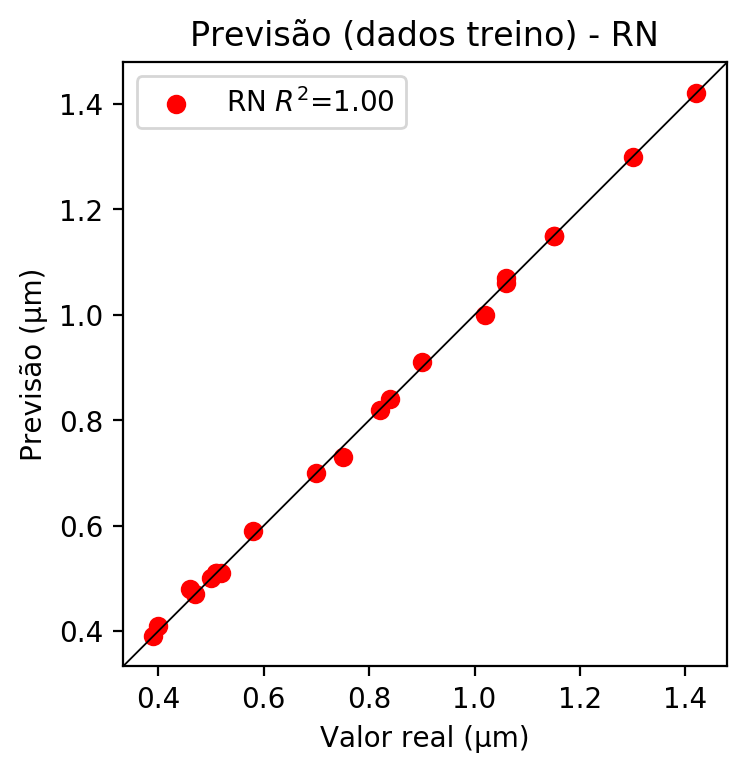 Previsão (dados treino) - RN
RN R²=1.00
1.4
1.2
1.0
0.8
0.6
0.4
Previsão (µm)
0.4 0.6 0.8 1.0 1.2 1.4
Valor real (µm)